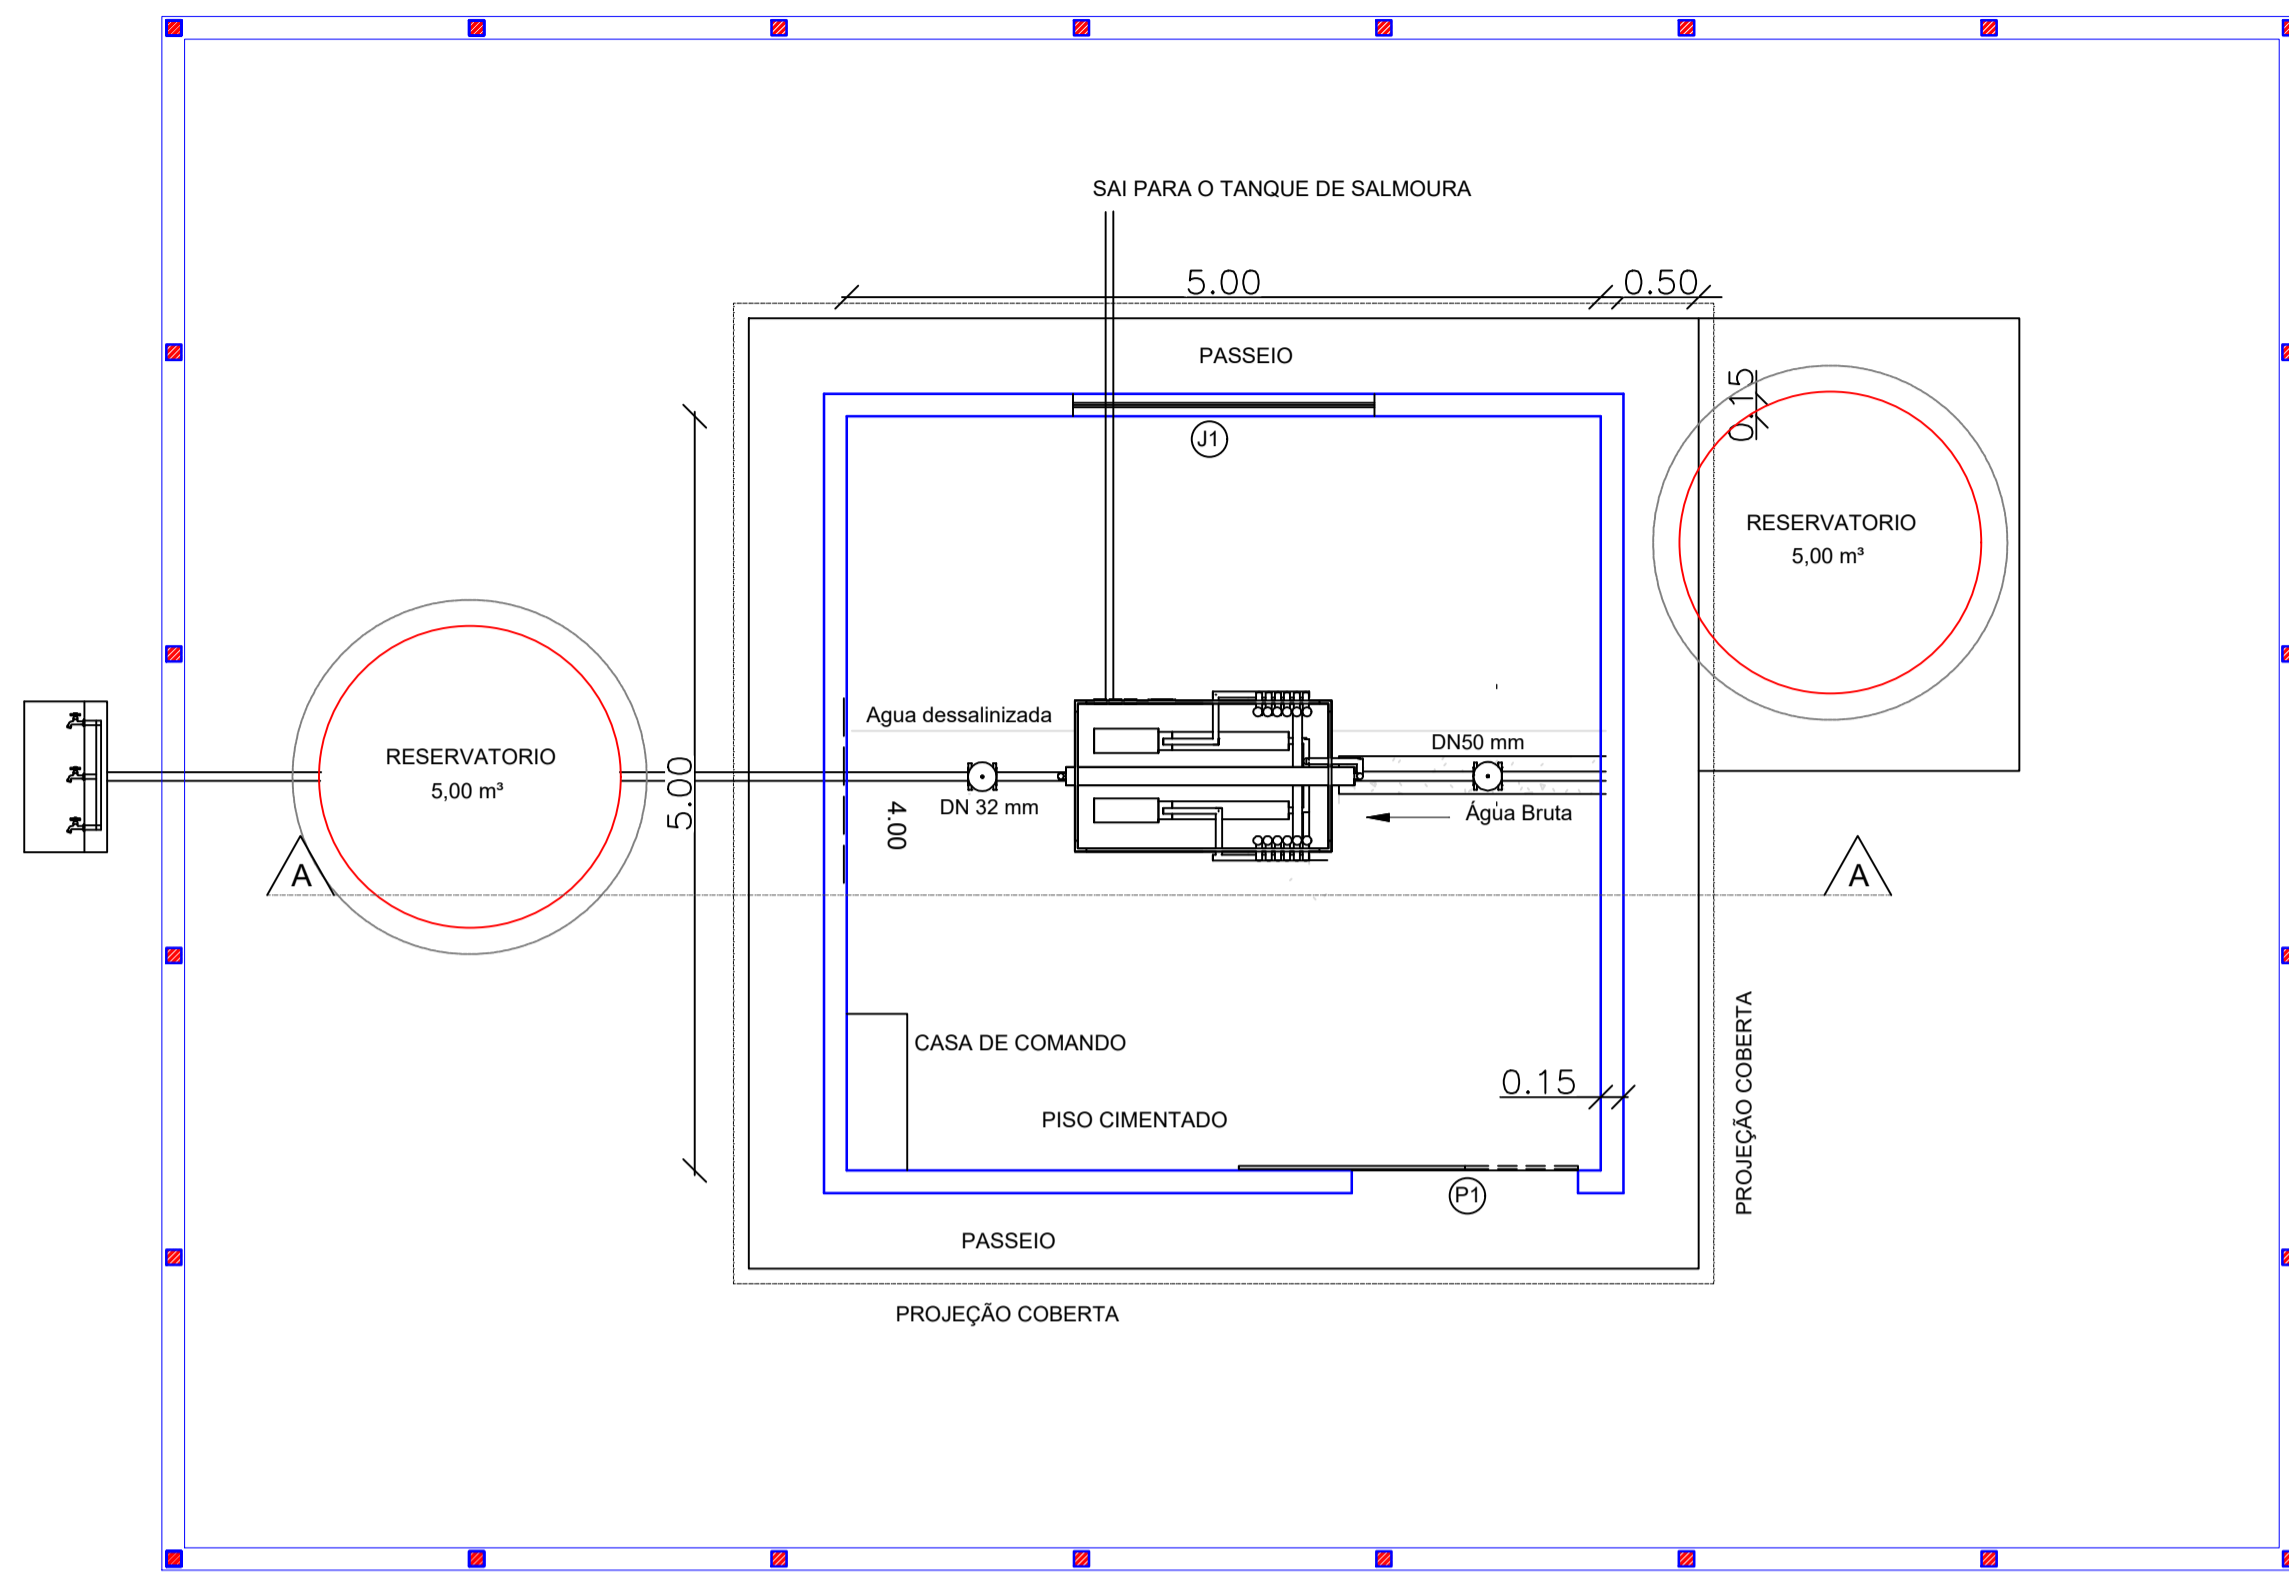 SAI PARA O TANQUE DE SALMOURA
5.00
0.50
PASSEIO
0.15
J1
RESERVATORIO
5,00 m³
Agua dessalinizada
DN50 mm
RESERVATORIO
5,00 m³
5.00
DN 32 mm
4.00
Água Bruta
A
A
CASA DE COMANDO
PROJEÇÃO COBERTA
0.15
PISO CIMENTADO
P1
PASSEIO
PROJEÇÃO COBERTA